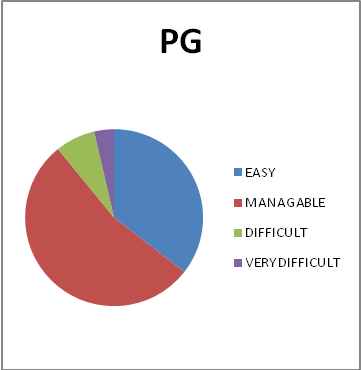 PG
EASY
MANAGABLE
DIFFICULT
VERYDIFFICULT